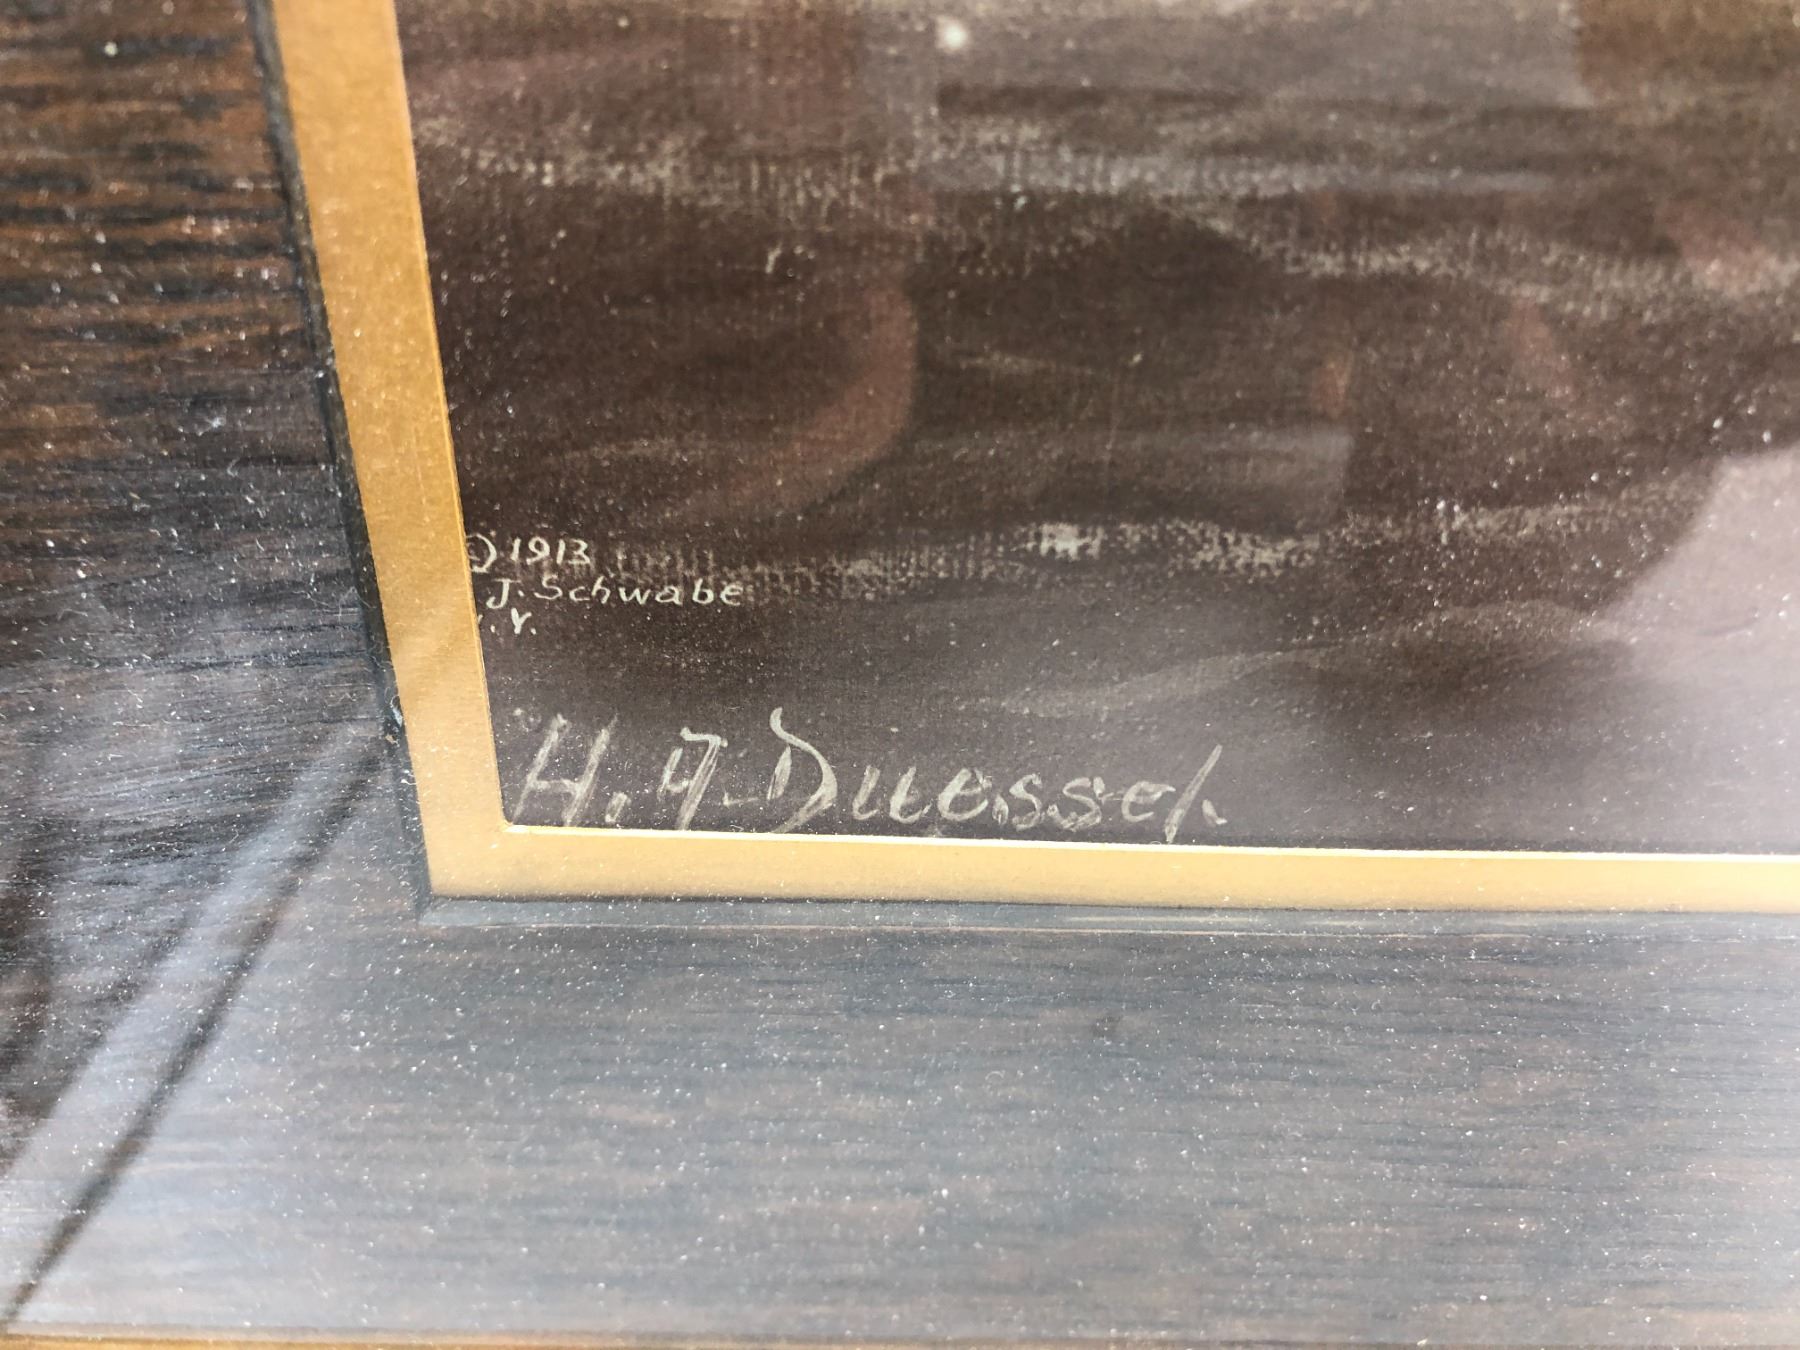 © 1913
J. Schwabe
. Y.
H. A. Duessel.